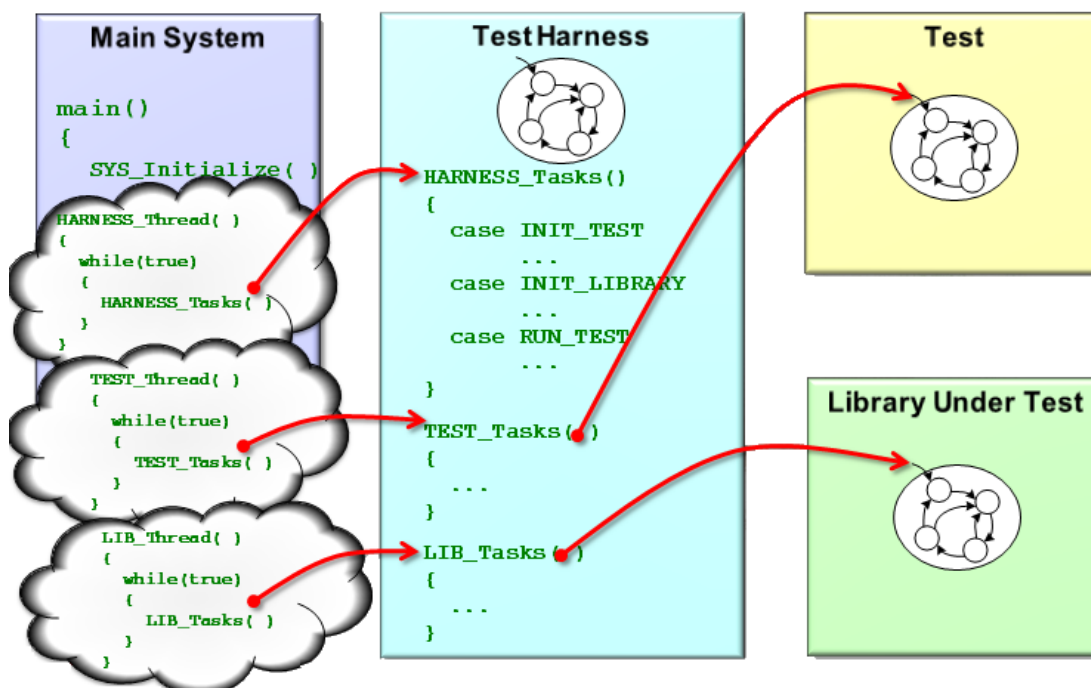 Main System
main()
{
SYS_Initialize( )
HARNESS_Thread( )
{
while(true)
{
HARNESS_Tasks( )
}
}
TEST_Thread( )
{
while(true)
{
TEST_Tasks( )
}
}
LIB_Thread( )
{
while(true)
{
LIB_Tasks( )
}
}
Test Harness
HARNESS_Tasks()
{
case INIT_TEST
...
case INIT_LIBRARY
...
case RUN_TEST
...
}
TEST_Tasks( )
{
...
}
LIB_Tasks( )
{
...
}
Test
Library Under Test